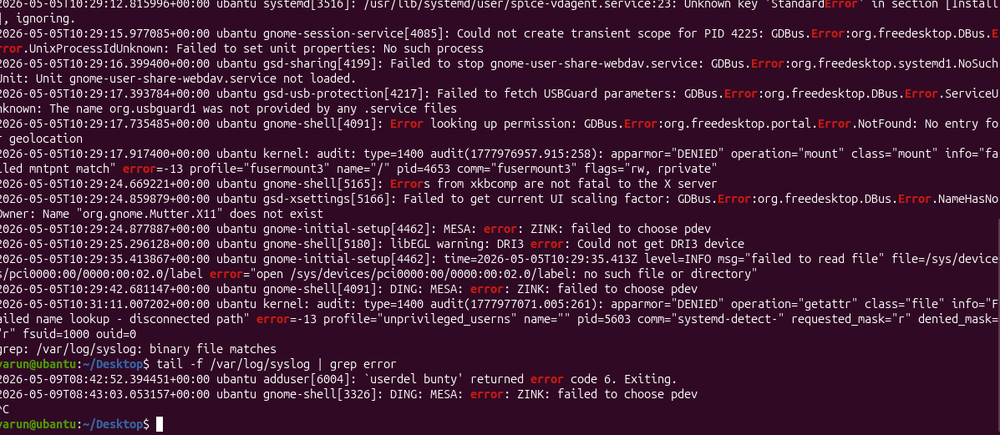 2026-05-05T10:29:12.815996+00:00 ubuntu systemd[3516]: /usr/lib/systemd/user/spice-vdagent.service:23: Unknown key 'StandardError' in section [Install
], ignoring.
2026-05-05T10:29:15.977085+00:00 ubuntu gnome-session-service[4085]: Could not create transient scope for PID 4225: GDBus.Error:org.freedesktop.DBus.E
rror.UnixProcessIdUnknown: Failed to set unit properties: No such process
2026-05-05T10:29:16.399400+00:00 ubuntu gsd-sharing[4199]: Failed to stop gnome-user-share-webdav.service: GDBus.Error:org.freedesktop.systemd1.NoSuch
Unit: Unit gnome-user-share-webdav.service not loaded.
2026-05-05T10:29:17.393784+00:00 ubuntu gsd-usb-protection[4217]: Failed to fetch USBGuard parameters: GDBus.Error:org.freedesktop.DBus.Error.ServiceU
nknown: The name org.usbguard1 was not provided by any .service files
2026-05-05T10:29:17.735485+00:00 ubuntu gnome-shell[4091]: Error looking up permission: GDBus.Error:org.freedesktop.portal.Error.NotFound: No entry fo
r geolocation
2026-05-05T10:29:17.917400+00:00 ubuntu kernel: audit: type=1400 audit(1777976957.915:258): apparmor="DENIED" operation="mount" class="mount" info="fa
iled mntpnt match" error=-13 profile="fusermount3" name="/" pid=4653 comm="fusermount3" flags="rw, rprivate"
2026-05-05T10:29:24.669221+00:00 ubuntu gnome-shell[5165]: Errors from xkbcomp are not fatal to the X server
2026-05-05T10:29:24.859879+00:00 ubuntu gsd-xsettings[5166]: Failed to get current UI scaling factor: GDBus.Error:org.freedesktop.DBus.Error.NameHasNo
Owner: Name "org.gnome.Mutter.X11" does not exist
2026-05-05T10:29:24.877887+00:00 ubuntu gnome-initial-setup[4462]: MESA: error: ZINK: failed to choose pdev
2026-05-05T10:29:25.296128+00:00 ubuntu gnome-shell[5180]: libEGL warning: DRI3 error: Could not get DRI3 device
2026-05-05T10:29:35.413867+00:00 ubuntu gnome-initial-setup[4462]: time=2026-05-05T10:29:35.413Z level=INFO msg="failed to read file" file=/sys/device
s/pci0000:00/0000:00:02.0/label error="open /sys/devices/pci0000:00/0000:00:02.0/label: no such file or directory"
2026-05-05T10:29:42.681147+00:00 ubuntu gnome-shell[4091]: DING: MESA: error: ZINK: failed to choose pdev
2026-05-05T10:31:11.007202+00:00 ubuntu kernel: audit: type=1400 audit(1777977071.005:261): apparmor="DENIED" operation="getattr" class="file" info="F
ailed name lookup - disconnected path" error=-13 profile="unprivileged_userns" name="" pid=5603 comm="systemd-detect-" requested_mask="r" denied_mask=
"r" fsuid=1000 ouid=0
grep: /var/log/syslog: binary file matches
varun@ubuntu:~/Desktop$ tail -f /var/log/syslog | grep error
2026-05-09T08:42:52.394451+00:00 ubuntu adduser[6004]: `userdel bunty' returned error code 6. Exiting.
2026-05-09T08:43:03.053157+00:00 ubuntu gnome-shell[3326]: DING: MESA: error: ZINK: failed to choose pdev
^C
varun@ubuntu:~/Desktop$